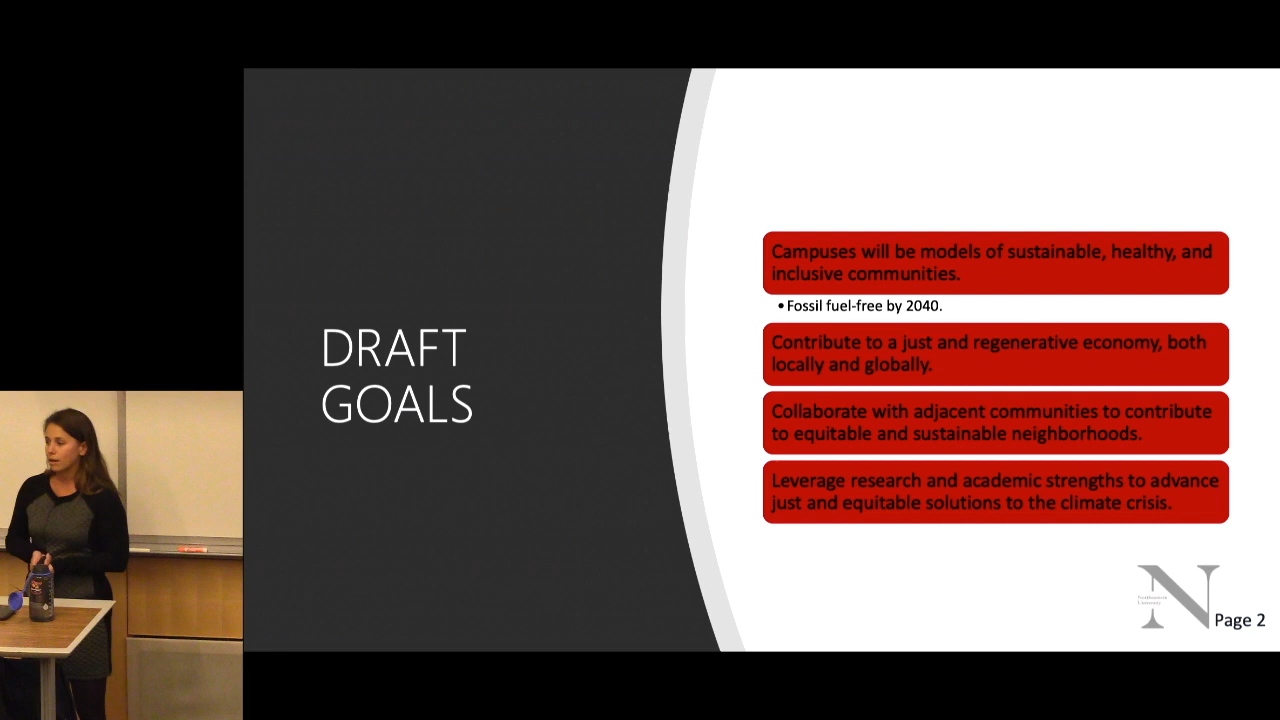 DRAFT
GOALS
Campuses will be models of sustainable, healthy, and
inclusive communities.
•Fossil fuel-free by 2040.
Contribute to a just and regenerative economy, both
locally and globally.
Collaborate with adjacent communities to contribute
to equitable and sustainable neighborhoods.
Leverage research and academic strengths to advance
just and equitable solutions to the climate crisis.
Northeastern
University
N
Page 2